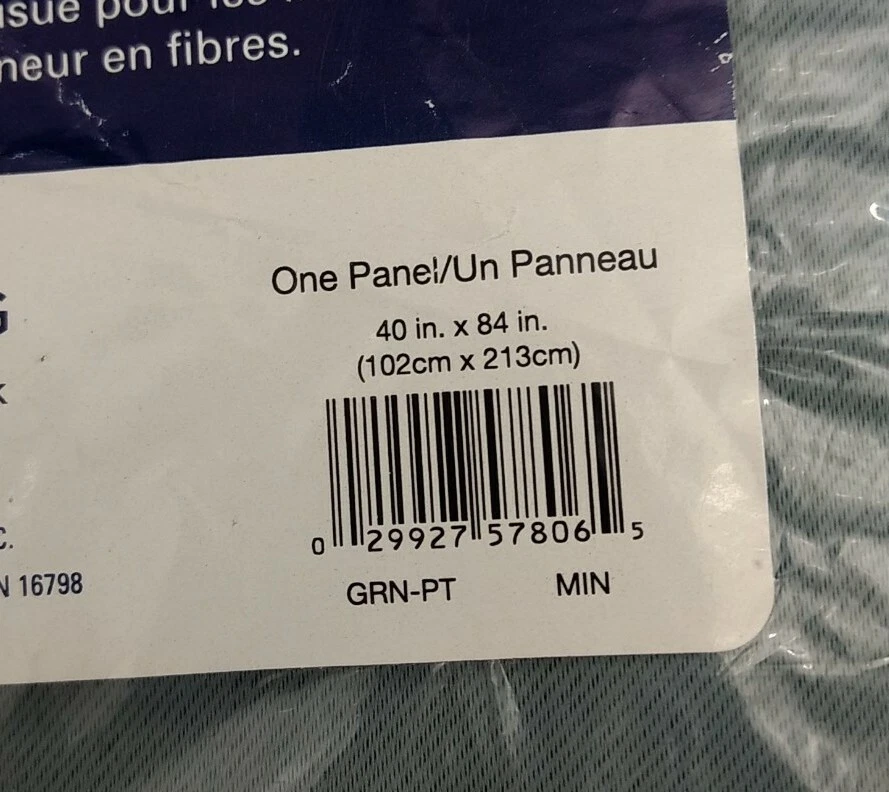 pour
en fibres.
One Panel/Un Panneau
40 in. x 84 in.
(102cm x 213cm)
0 29927 57806 5
16798
GRN-PT MIN